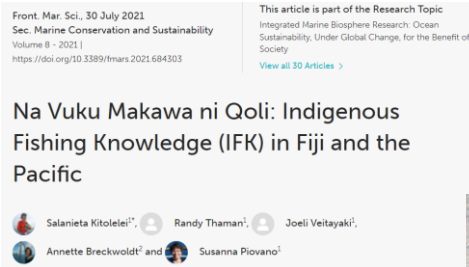 Front. Mar. Sci., 30 July 2021
Sec. Marine Conservation and Sustainability
Volume 8 - 2021 |
https://doi.org/10.3389/fmars.2021.684303
This article is part of the Research Topic
Integrated Marine Biosphere Research: Ocean
Sustainability, Under Global Change, for the Benefit of
Society
View all 30 Articles >
Na Vuku Makawa ni Qoli: Indigenous
Fishing Knowledge (IFK) in Fiji and the
Pacific
Salanieta Kitolelei1*, Randy Thaman1, Joeli Veitayaki1,
Annette Breckwoldt2 and Susanna Piovano1